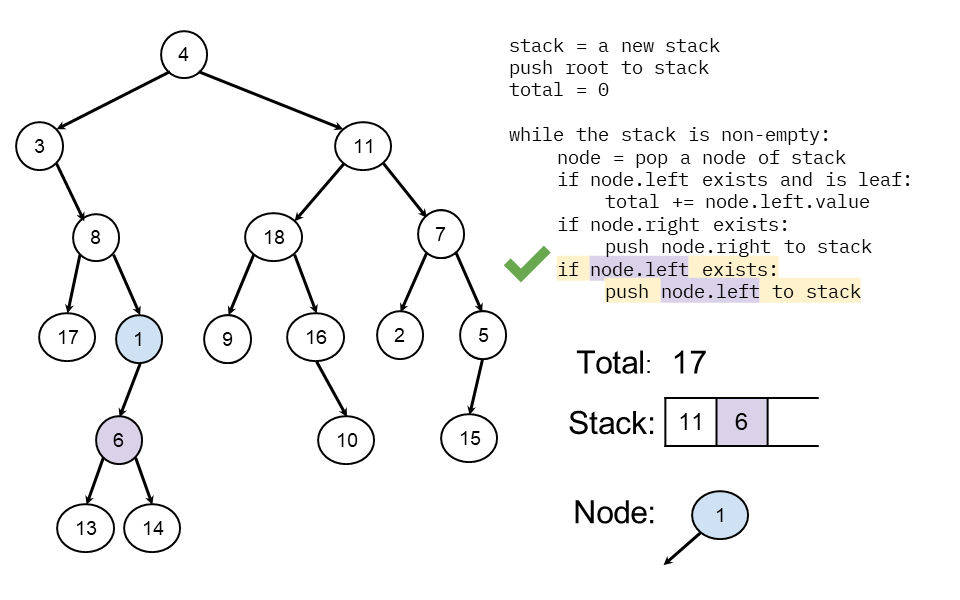 4
3
11
8
18
7
17
1
9
16
2
5
6
10
15
13
14
stack = a new stack
push root to stack
total = 0
while the stack is non-empty:
node = pop a node of stack
if node.left exists and is leaf:
total += node.left.value
if node.right exists:
push node.right to stack
if node.left exists:
push node.left to stack
Total: 17
Stack: 11 6
Node: 1